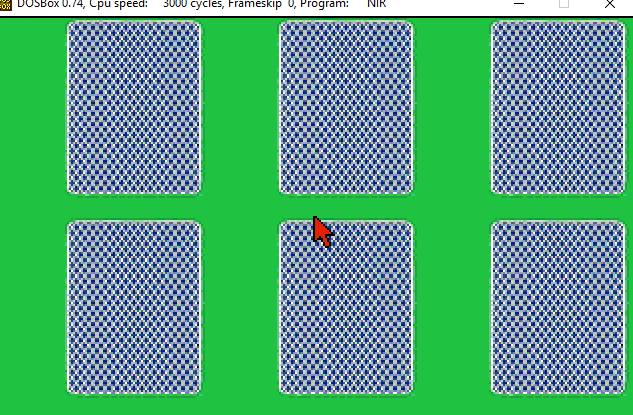 DOSBox 0.74, Cpu speed: 3000 cycles, Frameskip 0, Program: NIR